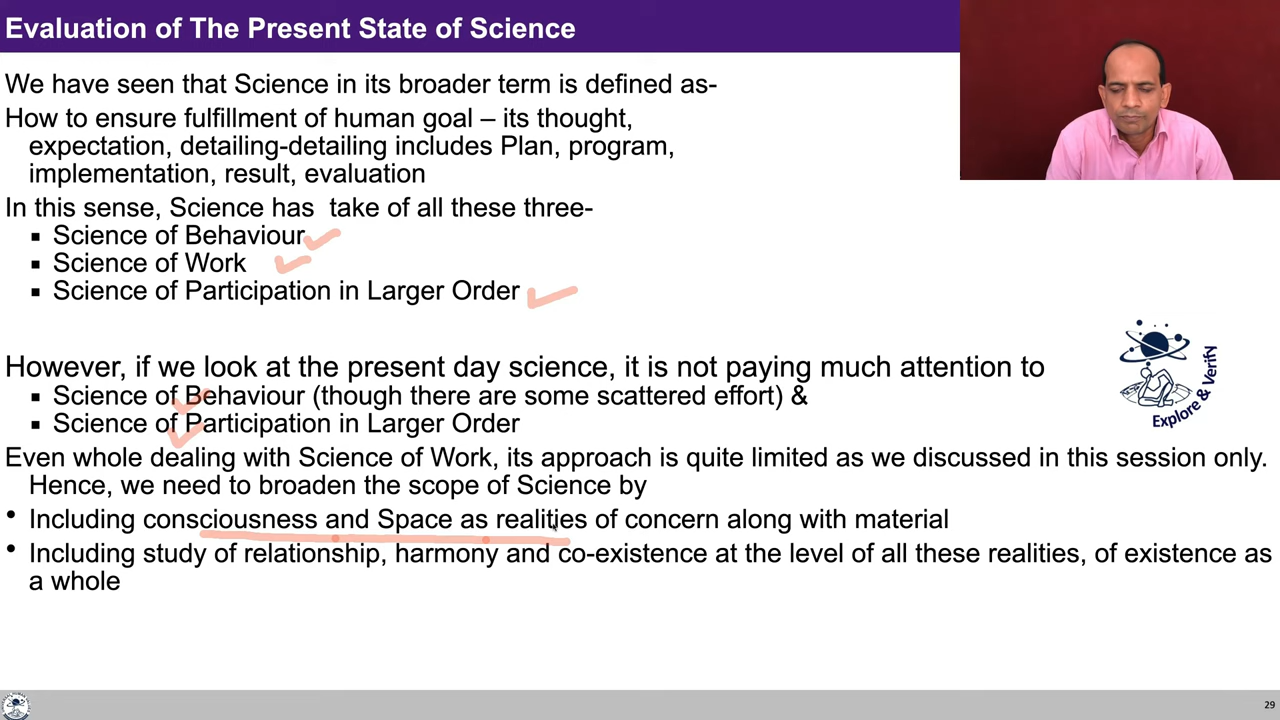 Evaluation of The Present State of Science
We have seen that Science in its broader term is defined as-
How to ensure fulfillment of human goal – its thought,
expectation, detailing-detailing includes Plan, program,
implementation, result, evaluation
In this sense, Science has take of all these three-
▪ Science of Behaviour
▪ Science of Work
▪ Science of Participation in Larger Order
However, if we look at the present day science, it is not paying much attention to
▪ Science of Behaviour (though there are some scattered effort) &
▪ Science of Participation in Larger Order
Even whole dealing with Science of Work, its approach is quite limited as we discussed in this session only.
Hence, we need to broaden the scope of Science by
• Including consciousness and Space as realities of concern along with material
• Including study of relationship, harmony and co-existence at the level of all these realities, of existence as
a whole
Explore & Verify
29